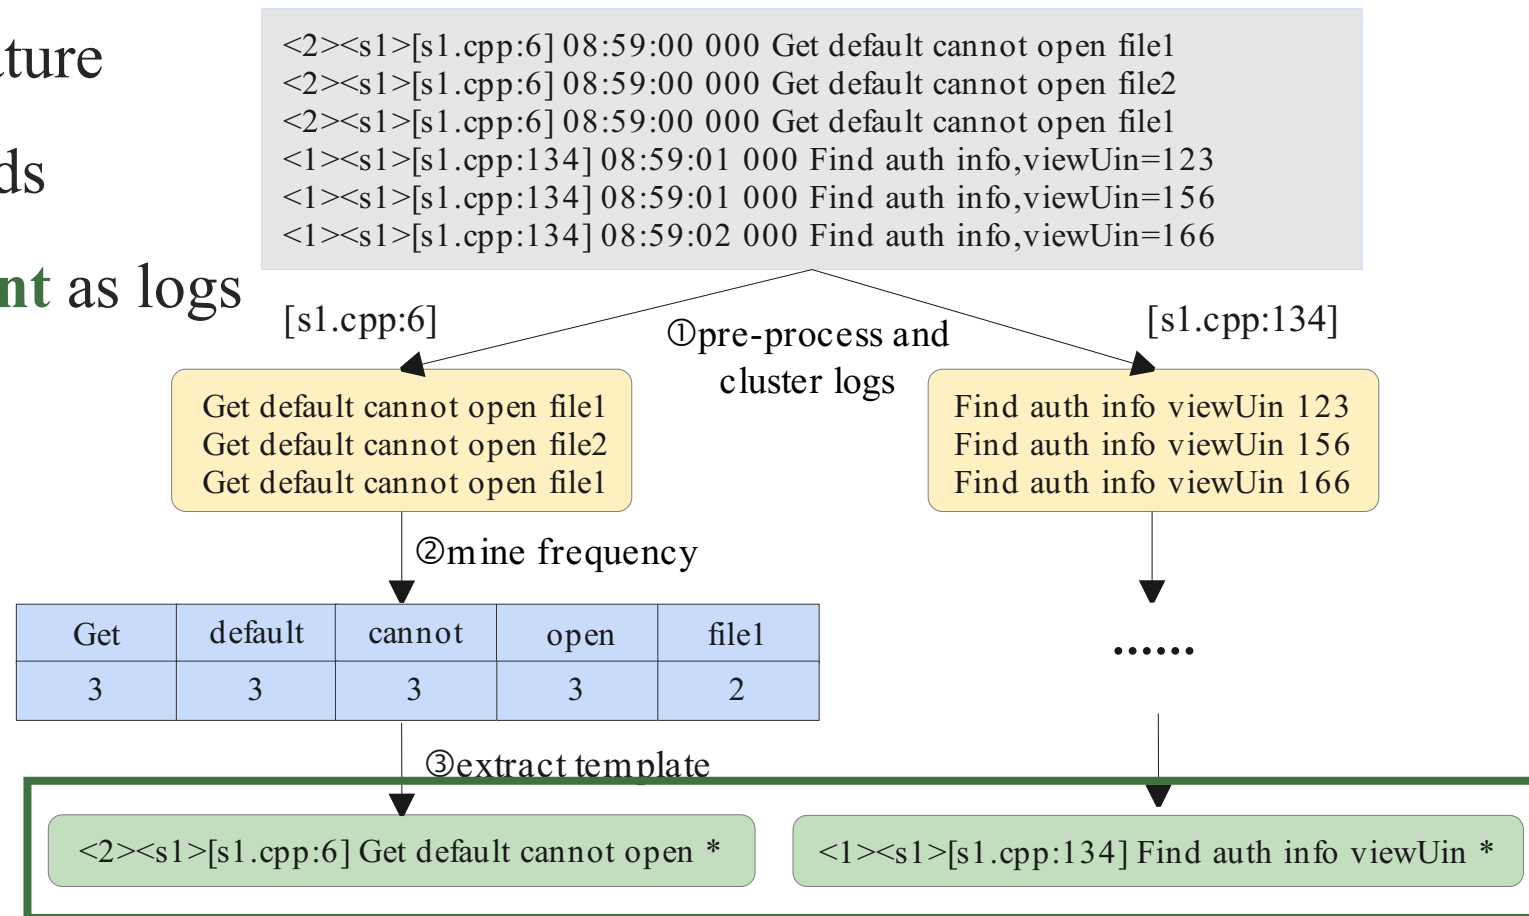 ture
<2><s1>[s1.cpp:6] 08:59:00 000 Get default cannot open file1
<2><s1>[s1.cpp:6] 08:59:00 000 Get default cannot open file2
<2><s1>[s1.cpp:6] 08:59:00 000 Get default cannot open file1
<1><s1>[s1.cpp:134] 08:59:01 000 Find auth info,viewUin=123
<1><s1>[s1.cpp:134] 08:59:01 000 Find auth info,viewUin=156
<1><s1>[s1.cpp:134] 08:59:02 000 Find auth info,viewUin=166
ds
nt as logs
[s1.cpp:6]
①pre-process and
cluster logs
[s1.cpp:134]
Get default cannot open file1
Get default cannot open file2
Get default cannot open file1
Find auth info viewUin 123
Find auth info viewUin 156
Find auth info viewUin 166
②mine frequency
Get default cannot open file1
3 3 3 3 2
......
③extract template
<2><s1>[s1.cpp:6] Get default cannot open *
<1><s1>[s1.cpp:134] Find auth info viewUin *